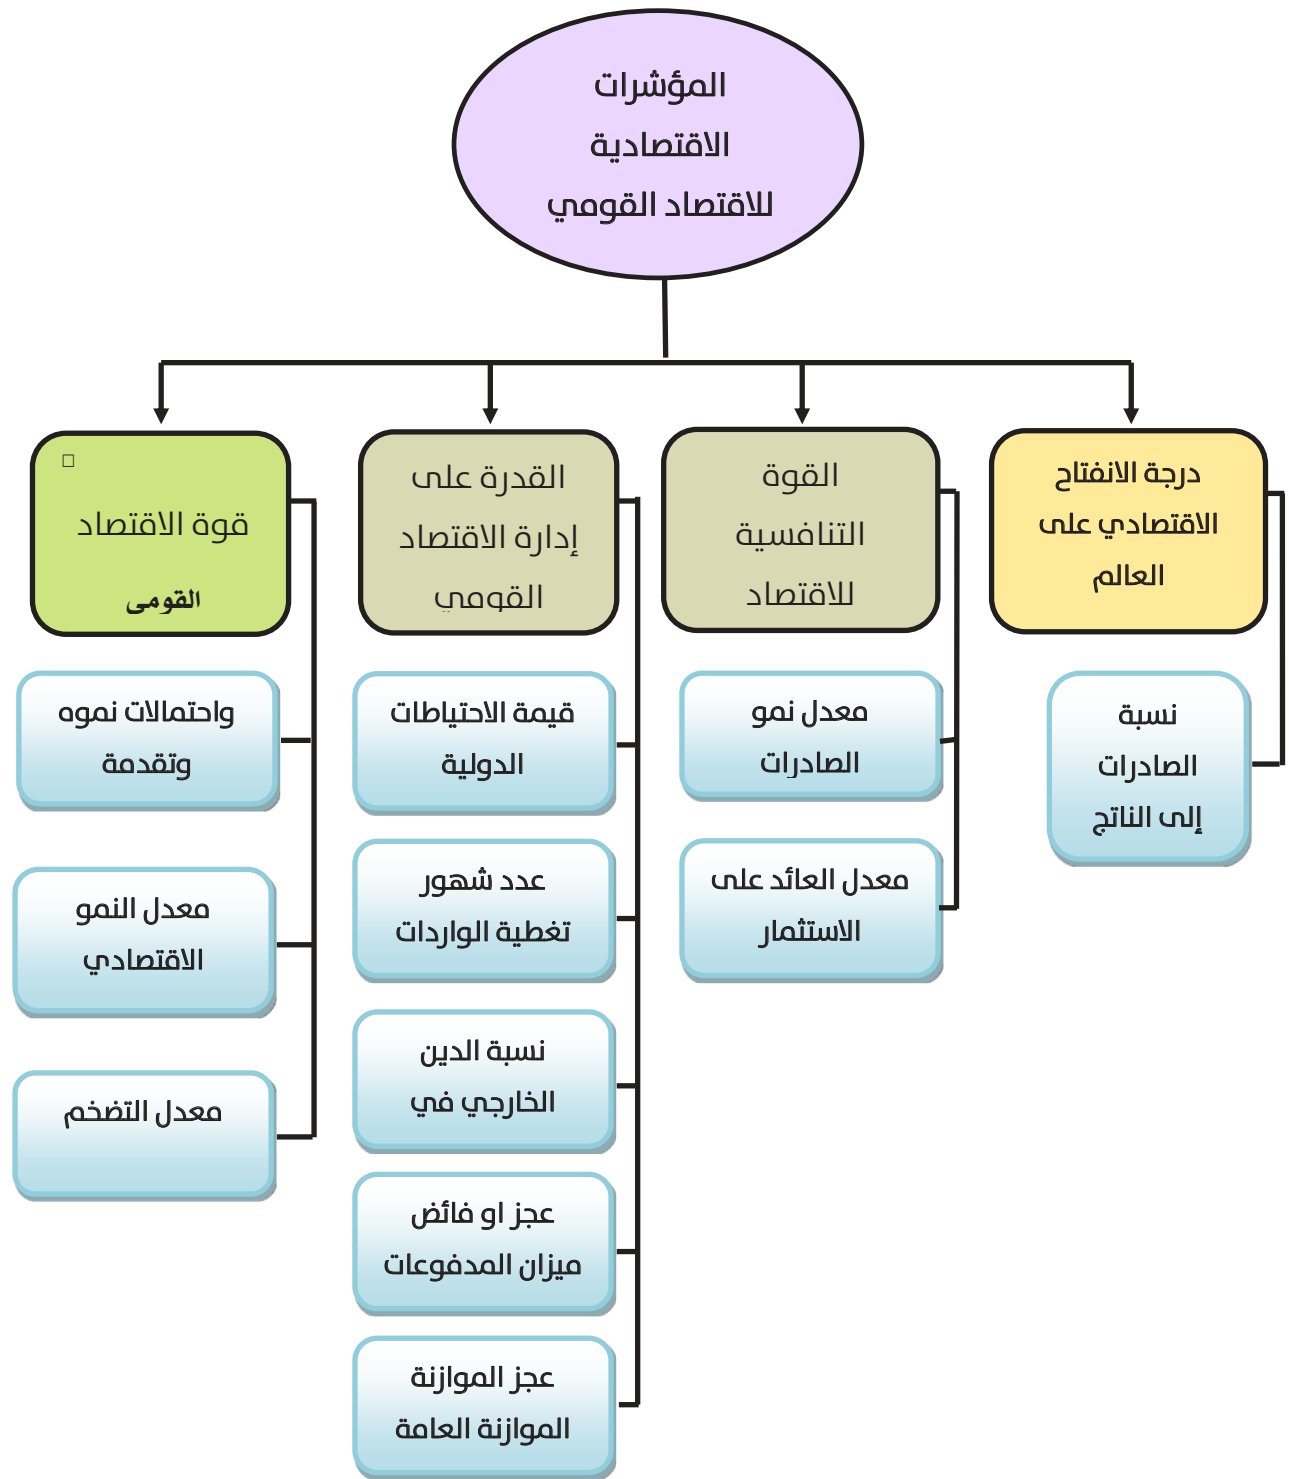 المؤشرات
الاقتصادية
للاقتصاد القومي
درجة الانفتاح
الاقتصادي على
العالم
نسبة
الصادرات
إلى الناتج
القوة
التنافسية
للاقتصاد
معدل نمو
الصادرات
معدل العائد على
الاستثمار
القدرة على
إدارة الاقتصاد
القومي
قيمة الاحتياطات
الدولية
عدد شهور
تغطية الواردات
نسبة الدين
الخارجي في
عجز او فائض
ميزان المدفوعات
عجز الموازنة
الموازنة العامة
قوة الاقتصاد
القومى
واحتمالات نموه
وتقدمة
معدل النمو
الاقتصادي
معدل التضخم